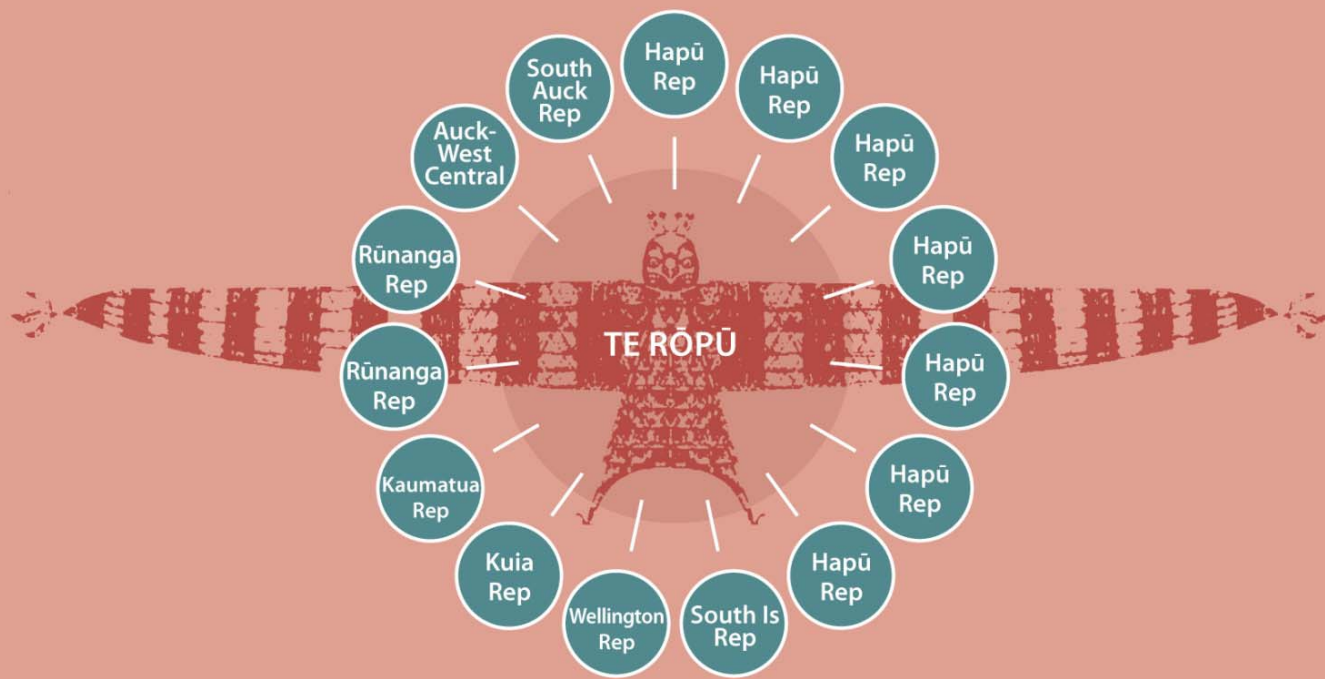 Hapū
Rep
Hapū
Rep
Hapū
Rep
Hapū
Rep
Hapū
Rep
Hapū
Rep
Hapū
Rep
South Is
Rep
Wellington
Rep
Kuia
Rep
Kaumatua
Rep
Rūnanga
Rep
Rūnanga
Rep
Auck-
West
Central
South
Auck
Rep
TE RŌPŪ